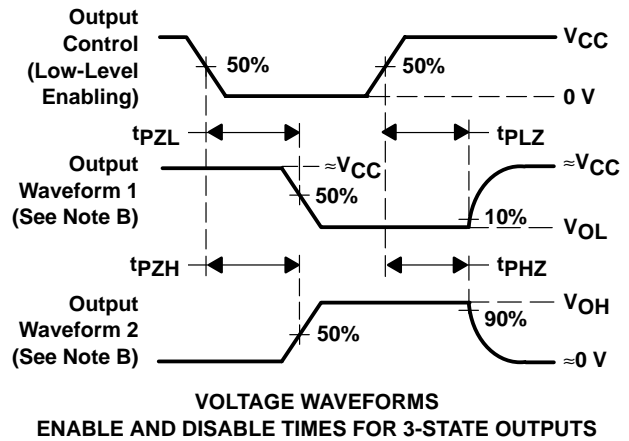 Output
Control
(Low-Level
Enabling)
50%
50%
VCC
0 V
tPZL
tPLZ
Output
Waveform 1
(See Note B)
≈VCC
50%
≈VCC
10%
VOL
tPZH
tPHZ
Output
Waveform 2
(See Note B)
50%
VOH
90%
≈0 V
VOLTAGE WAVEFORMS
ENABLE AND DISABLE TIMES FOR 3-STATE OUTPUTS